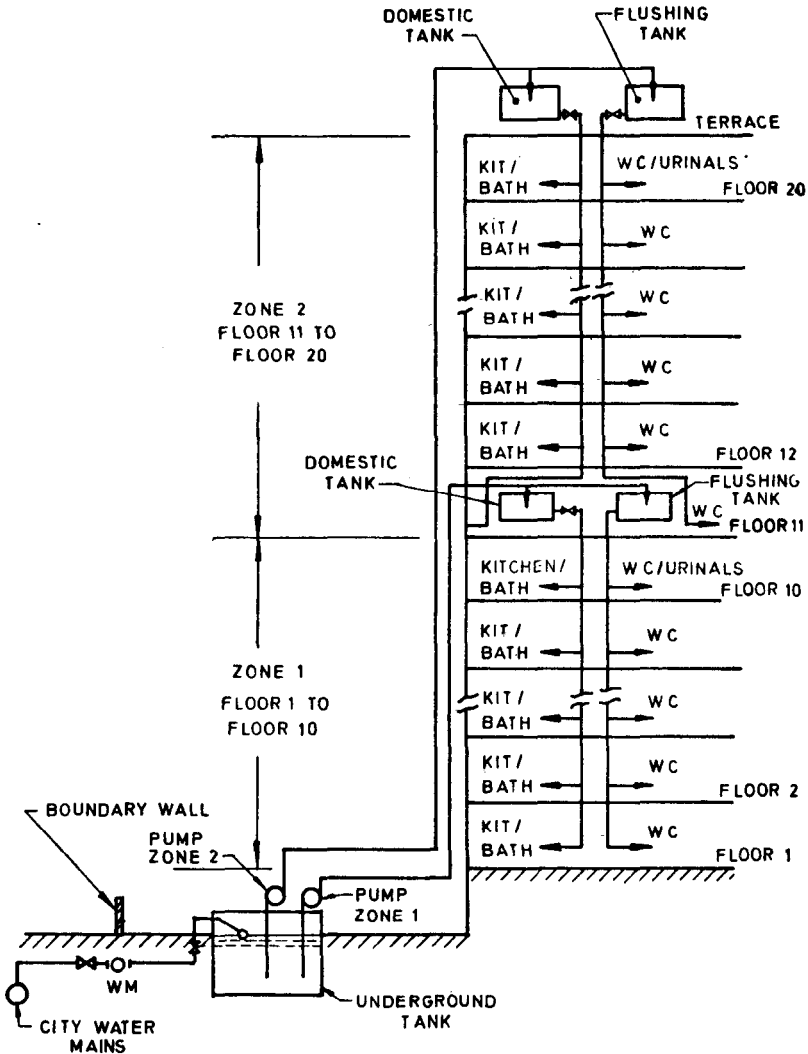 DOMESTIC
TANK
FLUSHING
TANK
TERRACE
KIT/
BATH
WC/URINALS
FLOOR 20
KIT/
BATH
WC
KIT/
BATH
WC
ZONE 2
FLOOR 11 TO
FLOOR 20
KIT/
BATH
WC
KIT/
BATH
WC
FLOOR 12
DOMESTIC
TANK
FLUSHING
TANK
WC
FLOOR 11
KITCHEN/
BATH
WC/URINALS
FLOOR 10
KIT/
BATH
WC
ZONE 1
FLOOR 1 TO
FLOOR 10
KIT/
BATH
WC
KIT/
BATH
WC
FLOOR 2
BOUNDARY WALL
PUMP
ZONE 2
KIT/
BATH
WC
FLOOR 1
PUMP
ZONE 1
WM
UNDERGROUND
TANK
CITY WATER
MAINS